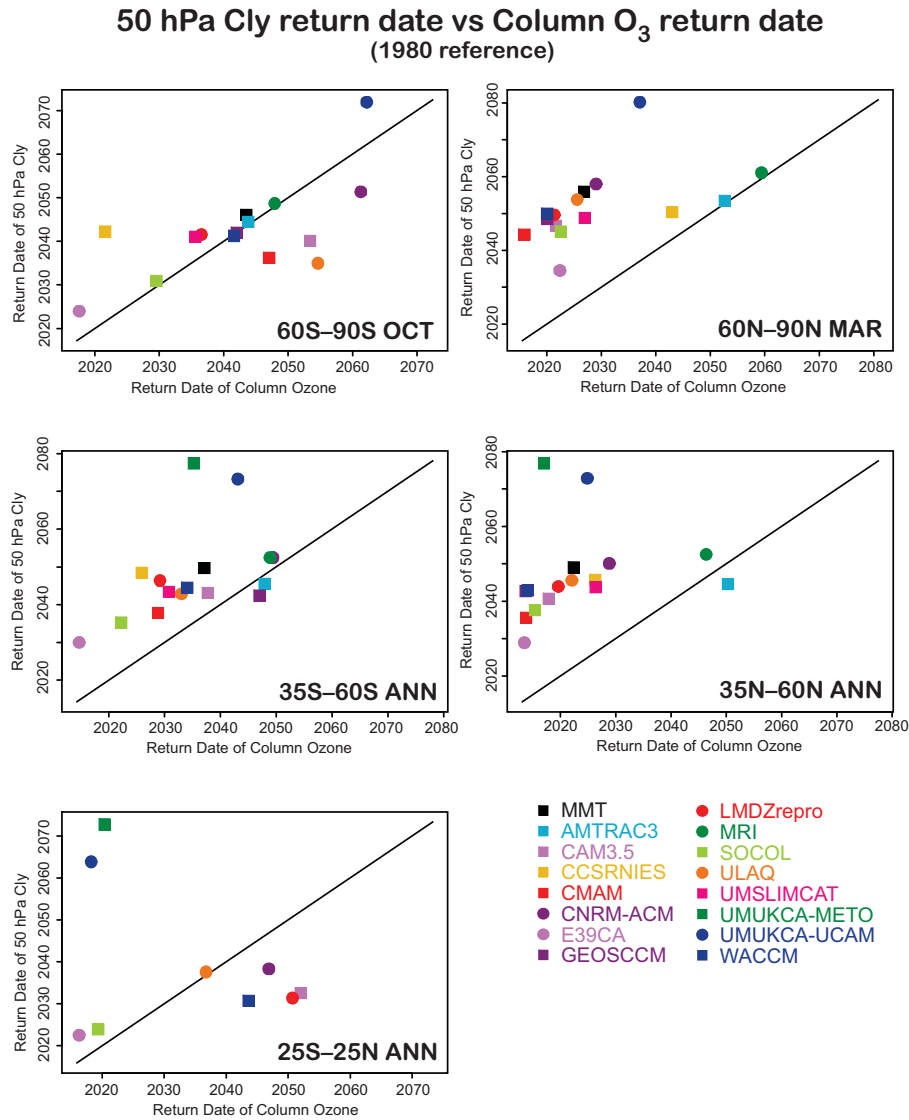 50 hPa Cly return date vs Column O3 return date
(1980 reference)
Return Date of 50 hPa Cly
2070
2060
2050
2040
2030
2020
60S–90S OCT
2020 2030 2040 2050 2060 2070
Return Date of Column Ozone
Return Date of 50 hPa Cly
2080
2060
2040
2020
60N–90N MAR
2020 2030 2040 2050 2060 2070 2080
Return Date of Column Ozone
Return Date of 50 hPa Cly
2080
2060
2040
2020
35S–60S ANN
2020 2030 2040 2050 2060 2070 2080
Return Date of Column Ozone
Return Date of 50 hPa Cly
2080
2060
2040
2020
35N–60N ANN
2020 2030 2040 2050 2060 2070 2080
Return Date of Column Ozone
Return Date of 50 hPa Cly
2070
2060
2050
2040
2030
2020
25S–25N ANN
2020 2030 2040 2050 2060 2070
Return Date of Column Ozone
MMT
AMTRAC3
CAM3.5
CCSRNIES
CMAM
CNRM-ACM
E39CA
GEOSCCM
LMDZrepro
MRI
SOCOL
ULAQ
UMSLIMCAT
UMUKCA-METO
UMUKCA-UCAM
WACCM